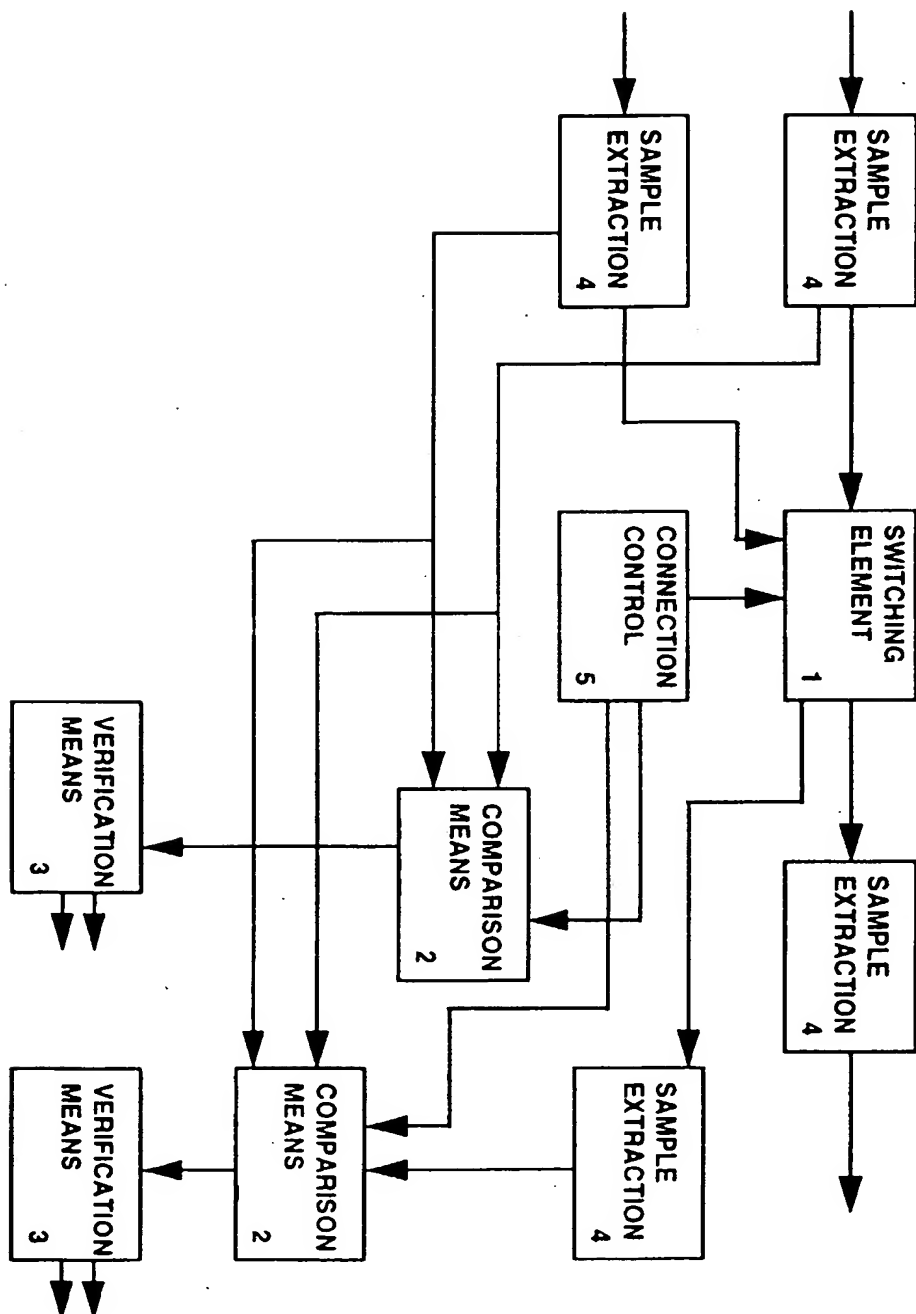 SAMPLE
EXTRACTION
4
SWITCHING
ELEMENT
1
SAMPLE
EXTRACTION
4
SAMPLE
EXTRACTION
4
CONNECTION
CONTROL
5
SAMPLE
EXTRACTION
4
COMPARISON
MEANS
2
COMPARISON
MEANS
2
VERIFICATION
MEANS
3
VERIFICATION
MEANS
3